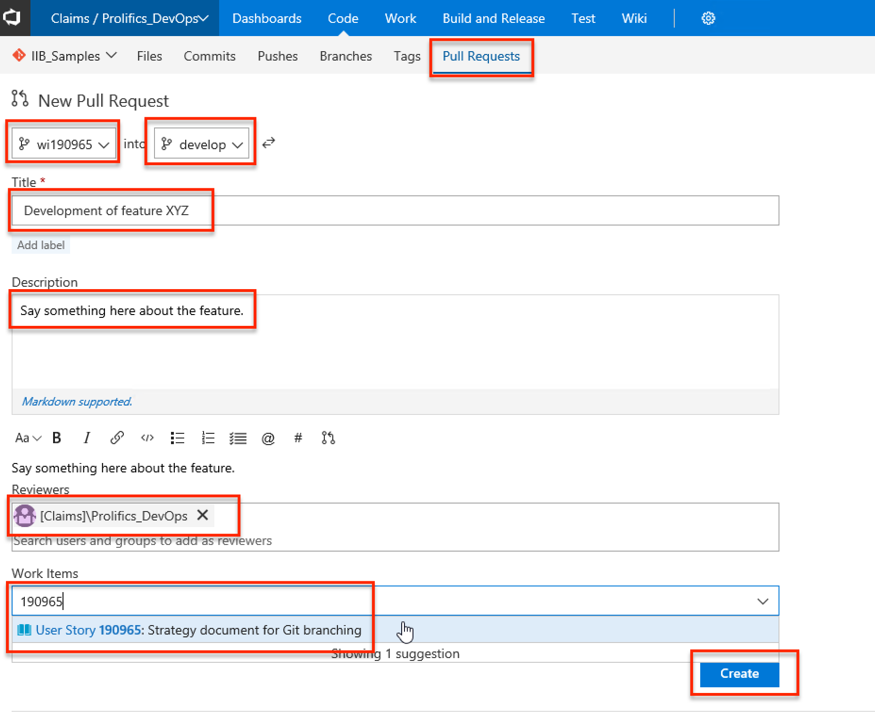 Claims / Prolifics_DevOps Dashboards Code Work Build and Release Test Wiki
IIB_Samples Files Commits Pushes Branches Tags Pull Requests
New Pull Request
wi190965 into develop
Title *
Development of feature XYZ
Add label
Description
Say something here about the feature.
Markdown supported.
Aa B I @ #
Say something here about the feature.
Reviewers
[Claims]\Prolifics_DevOps
Search users and groups to add as reviewers
Work Items
190965
User Story 190965: Strategy document for Git branching
Showing 1 suggestion
Create